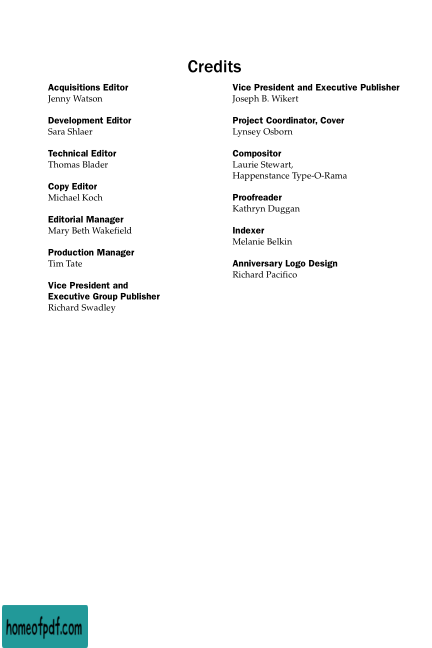 Credits
Acquisitions Editor
Jenny Watson
Development Editor
Sara Shlaer
Technical Editor
Thomas Blader
Copy Editor
Michael Koch
Editorial Manager
Mary Beth Wakefield
Production Manager
Tim Tate
Vice President and
Executive Group Publisher
Richard Swadley
Vice President and Executive Publisher
Joseph B. Wikert
Project Coordinator, Cover
Lynsey Osborn
Compositor
Laurie Stewart,
Happenstance Type-O-Rama
Proofreader
Kathryn Duggan
Indexer
Melanie Belkin
Anniversary Logo Design
Richard Pacifico
homeofpdf.com